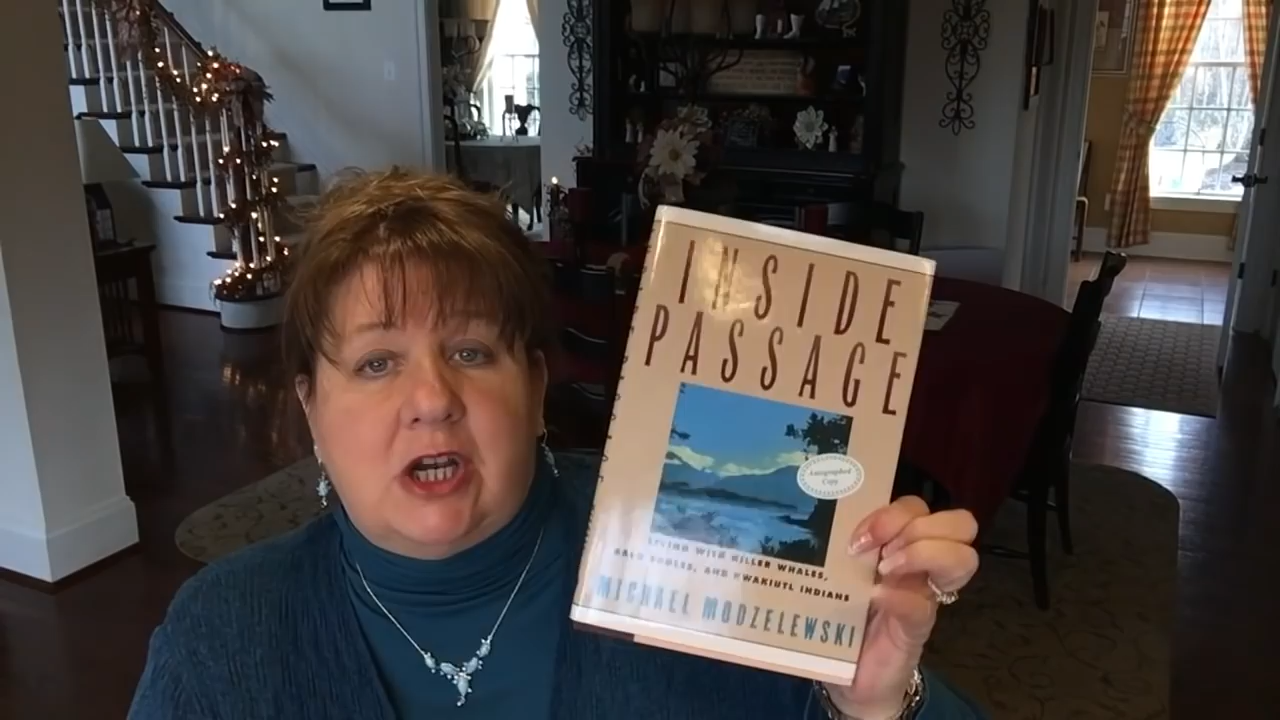 INSIDE
PASSAGE
Autographed
Copy
LIVING WITH KILLER WHALES,
BALD EAGLES, AND KWAKIUTL INDIANS
MICHAEL MODZELEWSKI